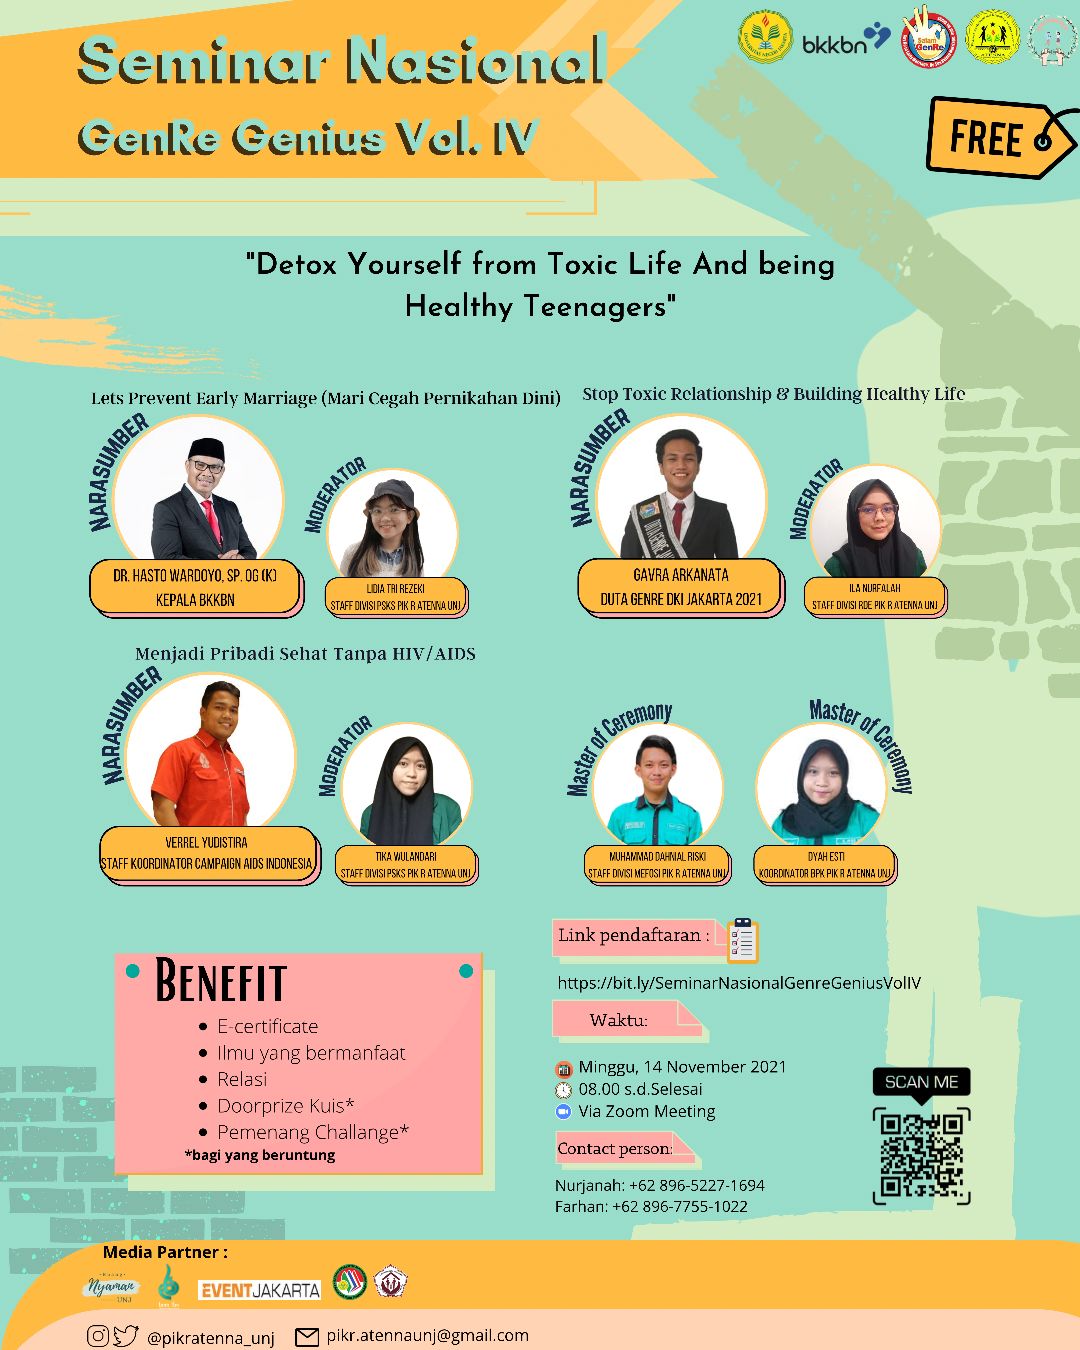 Seminar Nasional
GenRe Genius Vol. IV
bkkbn
Salam
GenRe
FREE
"Detox Yourself from Toxic Life And being
Healthy Teenagers"
Lets Prevent Early Marriage (Mari Cegah Pernikahan Dini)
NARASUMBER
DR. HASTO WARDOYO, SP. OG (K)
KEPALA BKKBN
MODERATOR
LIDIA TRI REZEKI
STAFF DIVISI PSKS PIK R ATENNA UNJ
Stop Toxic Relationship & Building Healthy Life
NARASUMBER
GAVRA ARKANATA
DUTA GENRE DKI JAKARTA 2021
MODERATOR
ILA NURFALAH
STAFF DIVISI RDE PIK R ATENNA UNJ
Menjadi Pribadi Sehat Tanpa HIV/AIDS
NARASUMBER
VERREL YUDISTIRA
STAFF KOORDINATOR CAMPAIGN AIDS INDONESIA
MODERATOR
TIKA WULANDARI
STAFF DIVISI PSKS PIK R ATENNA UNJ
Master of Ceremony
MUHAMMAD DAHNIAL RISKI
STAFF DIVISI MEFOSI PIK R ATENNA UNJ
Master of Ceremony
DYAH ESTI
KOORDINATOR BPK PIK R ATENNA UNJ
BENEFIT
E-certificate
Ilmu yang bermanfaat
Relasi
Doorprize Kuis*
Pemenang Challange*
*bagi yang beruntung
Link pendaftaran :
https://bit.ly/SeminarNasionalGenreGeniusVolIV
Waktu:
Minggu, 14 November 2021
08.00 s.d.Selesai
Via Zoom Meeting
Contact person:
Nurjanah: +62 896-5227-1694
Farhan: +62 896-7755-1022
SCAN ME
Media Partner :
Nyaman
UNJ
EVENTJAKARTA
@pikratenna_unj
pikr.atennaunj@gmail.com